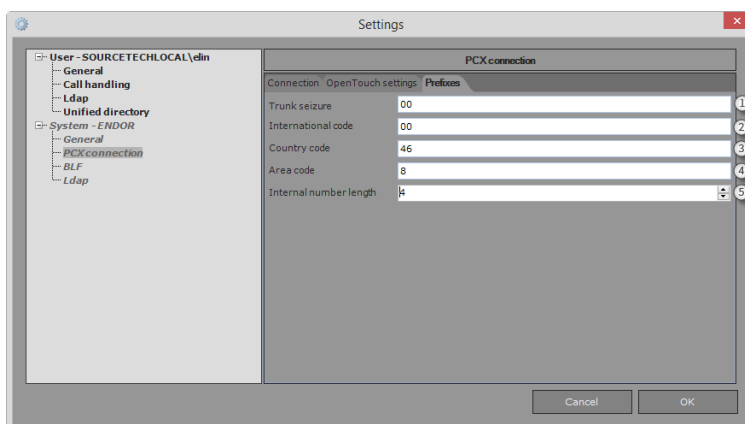 Settings
User - SOURCETECHLOCAL\elin
General
Call handling
Ldap
Unified directory
System - ENDOR
General
PCX connection
BLF
Ldap
PCX connection
Connection OpenTouch settings Prefixes
Trunk seizure 00 1
International code 00 2
Country code 46 3
Area code 8 4
Internal number length 4 5
Cancel OK